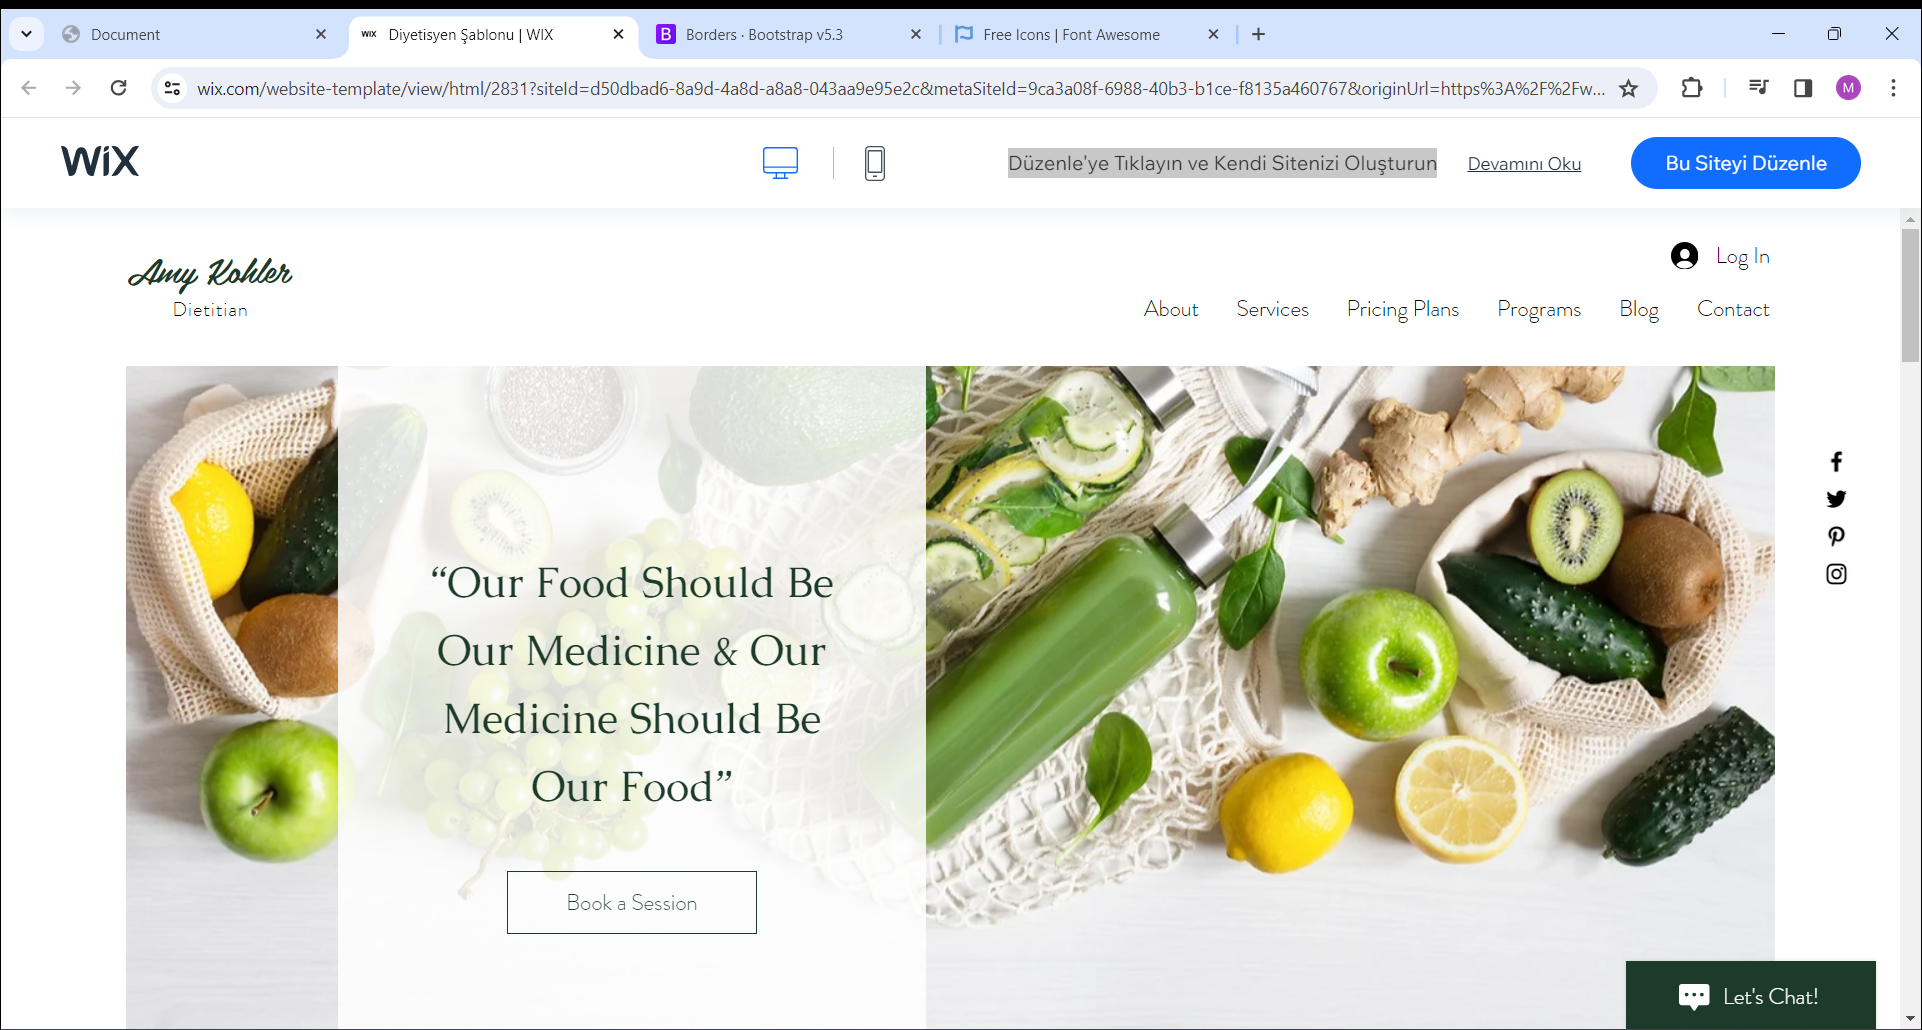 Document
WIX Diyetisyen Şablonu | WIX
B Borders · Bootstrap v5.3
Free Icons | Font Awesome
wix.com/website-template/view/html/2831?siteId=d50dbad6-8a9d-4a8d-a8a8-043aa9e95e2c&metaSiteId=9ca3a08f-6988-40b3-b1ce-f8135a460767&originUrl=https%3A%2F%2Fw...
M
WiX
Düzenle'ye Tıklayın ve Kendi Sitenizi Oluşturun
Devamını Oku
Bu Siteyi Düzenle
Log In
Amy Kohler
Dietitian
About Services Pricing Plans Programs Blog Contact
“Our Food Should Be
Our Medicine & Our
Medicine Should Be
Our Food”
Book a Session
Let's Chat!